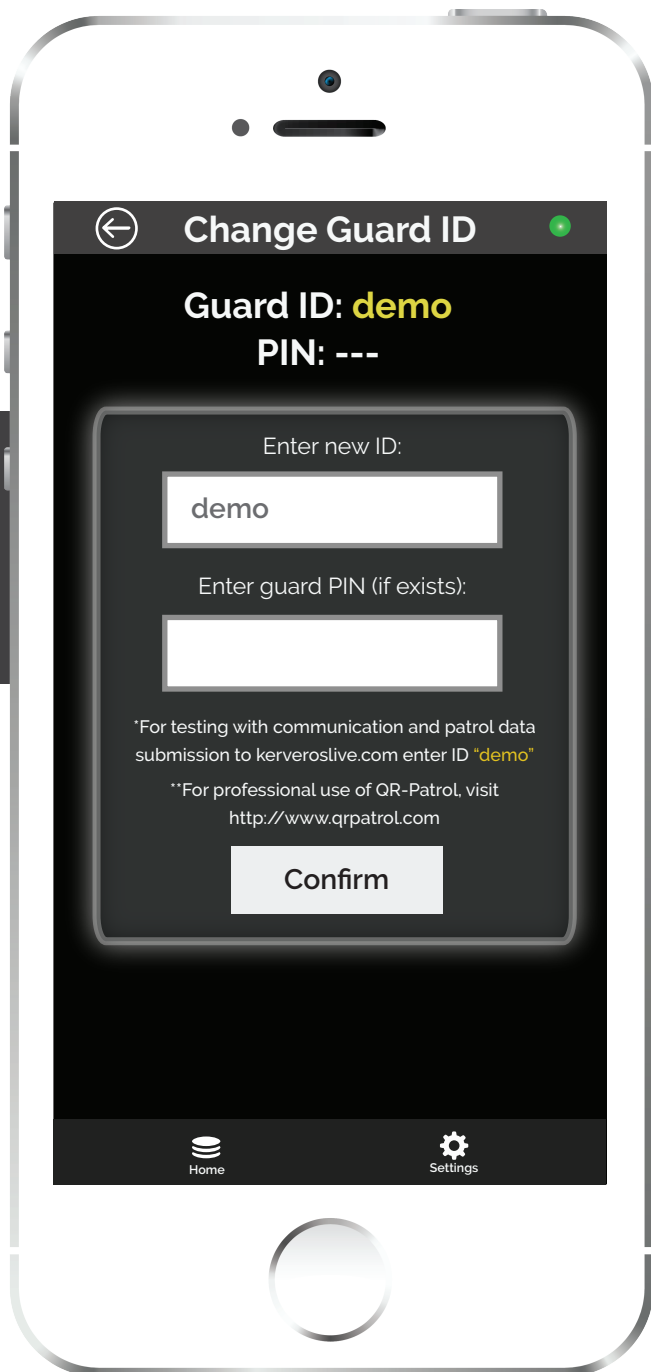 Change Guard ID
Guard ID: demo
PIN: ---
Enter new ID:
demo
Enter guard PIN (if exists):
*For testing with communication and patrol data
submission to kerveroslive.com enter ID “demo”
**For professional use of QR-Patrol, visit
http://www.qrpatrol.com
Confirm
Home
Settings